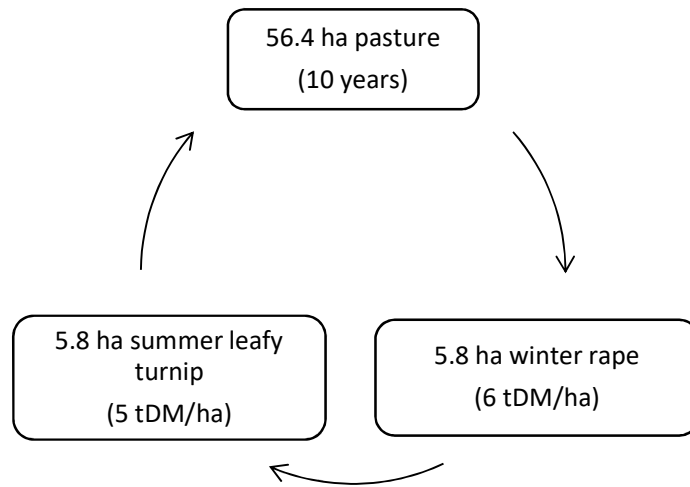 56.4 ha pasture
(10 years)
5.8 ha summer leafy
turnip
(5 tDM/ha)
5.8 ha winter rape
(6 tDM/ha)